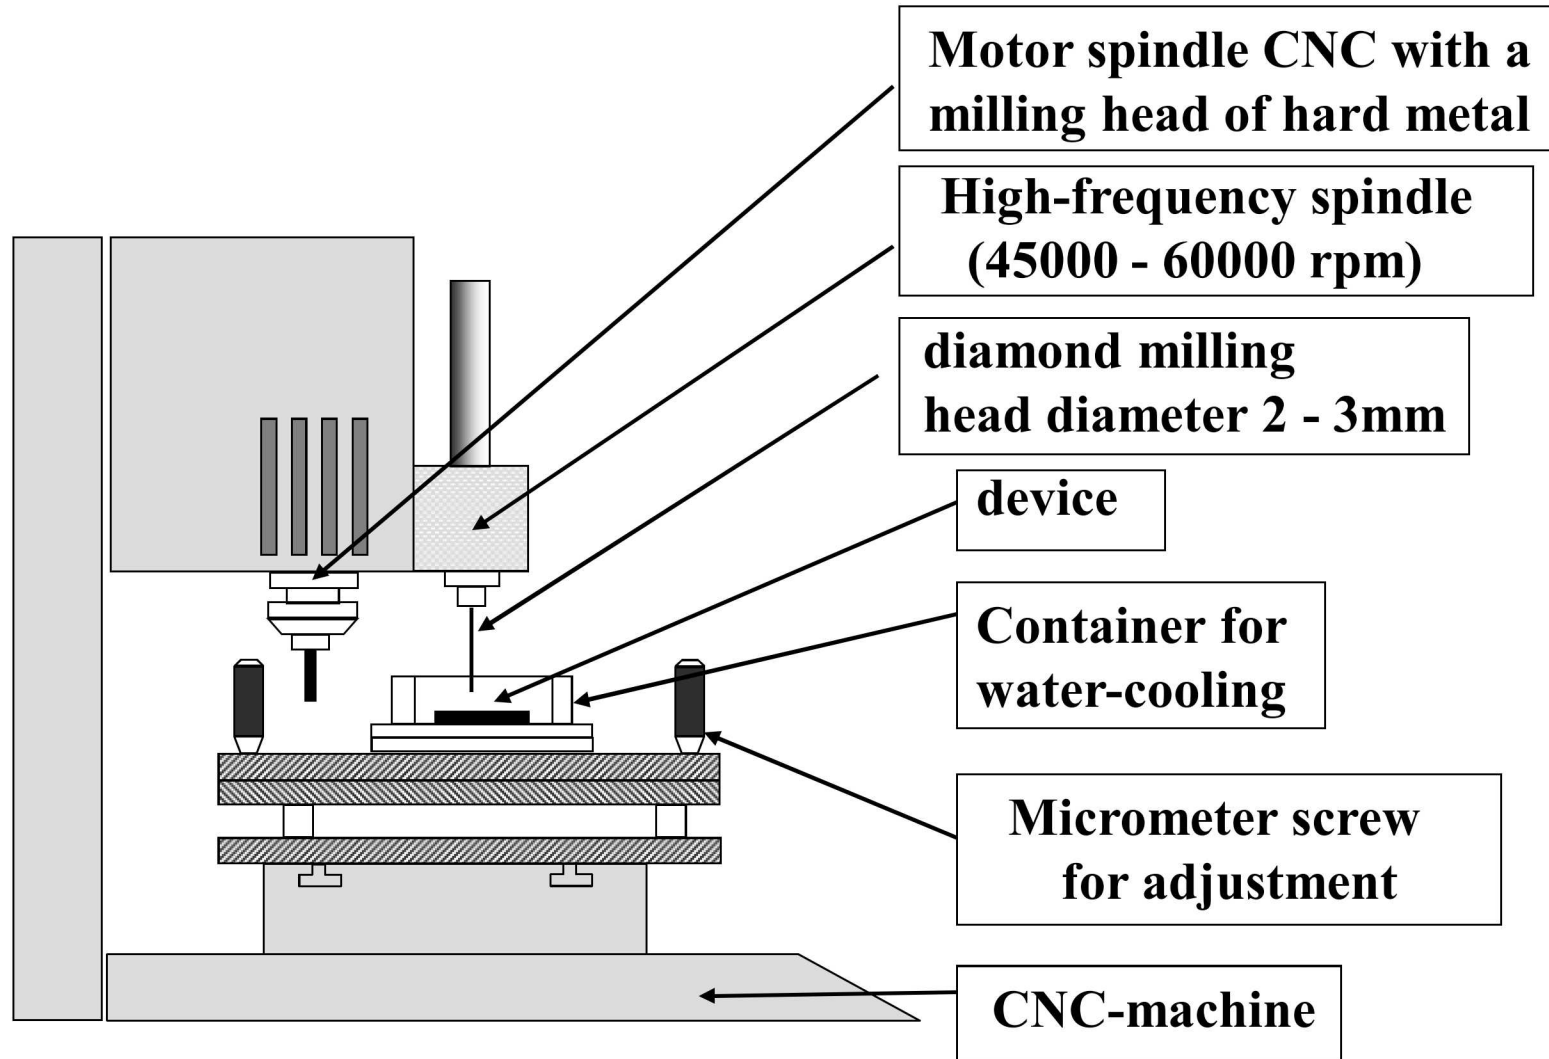 Motor spindle CNC with a
milling head of hard metal
High-frequency spindle
(45000 - 60000 rpm)
diamond milling
head diameter 2 - 3mm
device
Container for
water-cooling
Micrometer screw
for adjustment
CNC-machine